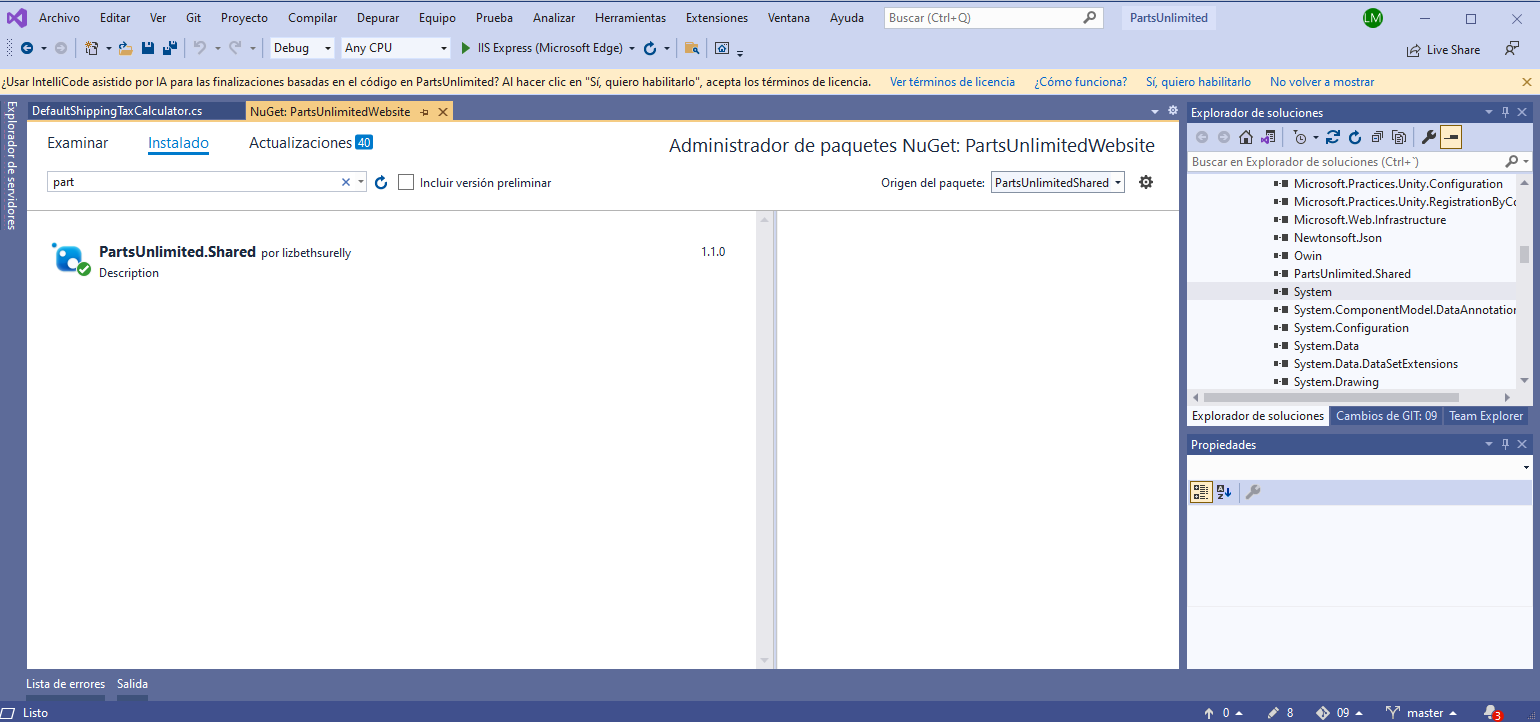 Archivo Editar Ver Git Proyecto Compilar Depurar Equipo Prueba Analizar Herramientas Extensiones Ventana Ayuda Buscar (Ctrl+Q) PartsUnlimited LM
Debug Any CPU IIS Express (Microsoft Edge) Live Share
¿Usar IntelliCode asistido por IA para las finalizaciones basadas en el código en PartsUnlimited? Al hacer clic en "Sí, quiero habilitarlo", acepta los términos de licencia. Ver términos de licencia ¿Cómo funciona? Sí, quiero habilitarlo No volver a mostrar
Explorador de servidores
DefaultShippingTaxCalculator.cs NuGet: PartsUnlimitedWebsite
Examinar Instalado Actualizaciones 40
Administrador de paquetes NuGet: PartsUnlimitedWebsite
part Incluir versión preliminar Origen del paquete: PartsUnlimitedShared
PartsUnlimited.Shared por lizbethsurelly 1.1.0
Description
Explorador de soluciones
Buscar en Explorador de soluciones (Ctrl+`)
Microsoft.Practices.Unity.Configuration
Microsoft.Practices.Unity.RegistrationByCo
Microsoft.Web.Infrastructure
Newtonsoft.Json
Owin
PartsUnlimited.Shared
System
System.ComponentModel.DataAnnotation
System.Configuration
System.Data
System.Data.DataSetExtensions
System.Drawing
Explorador de soluciones Cambios de GIT: 09 Team Explorer
Propiedades
Lista de errores Salida
Listo 0 8 09 master 3